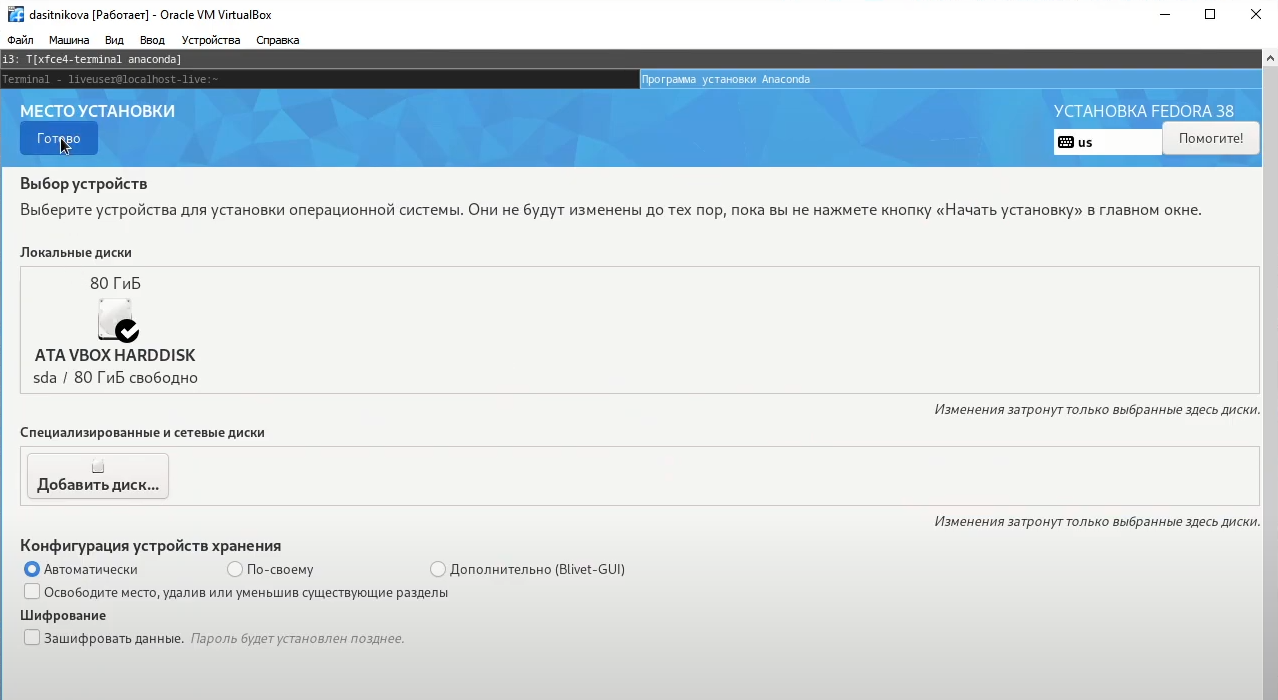 dasitnikova [Работает] - Oracle VM VirtualBox
Файл Машина Вид Ввод Устройства Справка
i3: T[xfce4-terminal anaconda]
Terminal - liveuser@localhost-live:~ Программа установки Anaconda
МЕСТО УСТАНОВКИ УСТАНОВКА FEDORA 38
Готово us Помогите!
Выбор устройств
Выберите устройства для установки операционной системы. Они не будут изменены до тех пор, пока вы не нажмете кнопку «Начать установку» в главном окне.
Локальные диски
80 ГиБ
ATA VBOX HARDDISK
sda / 80 ГиБ свободно
Изменения затронут только выбранные здесь диски.
Специализированные и сетевые диски
Добавить диск...
Изменения затронут только выбранные здесь диски.
Конфигурация устройств хранения
Автоматически По-своему Дополнительно (Blivet-GUI)
Освободите место, удалив или уменьшив существующие разделы
Шифрование
Зашифровать данные. Пароль будет установлен позднее.